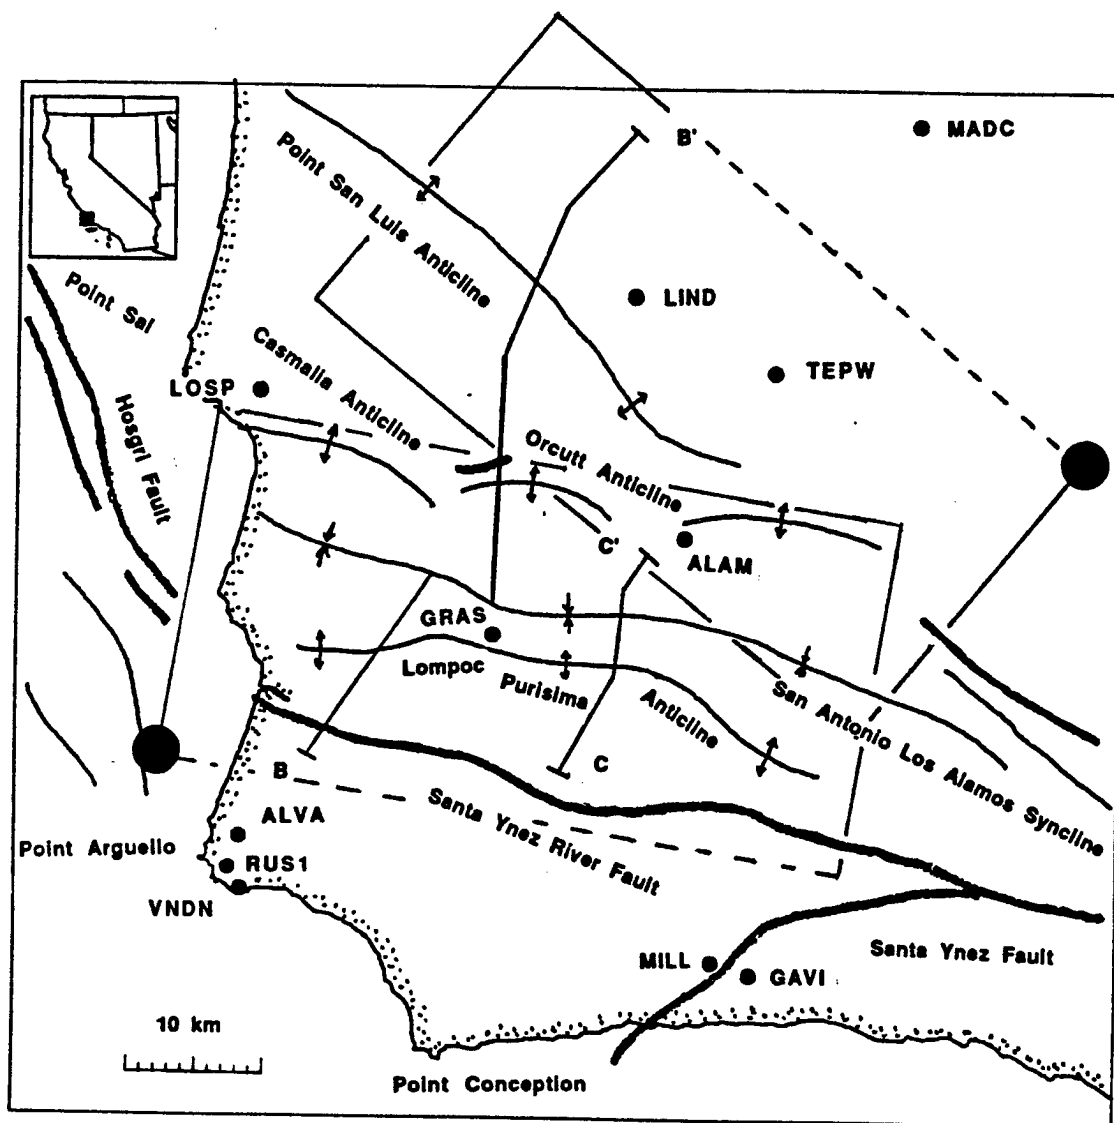 B'
MADC
Point San Luis Anticline
Point Sal
LIND
Casmalia Anticline
TEPW
LOSP
Hosgri Fault
Orcutt Anticline
C'
ALAM
GRAS
Lompoc Purisima Anticline
San Antonio Los Alamos Syncline
B
C
Santa Ynez River Fault
ALVA
Point Arguello
RUS1
VNDN
Santa Ynez Fault
MILL
GAVI
10 km
Point Conception